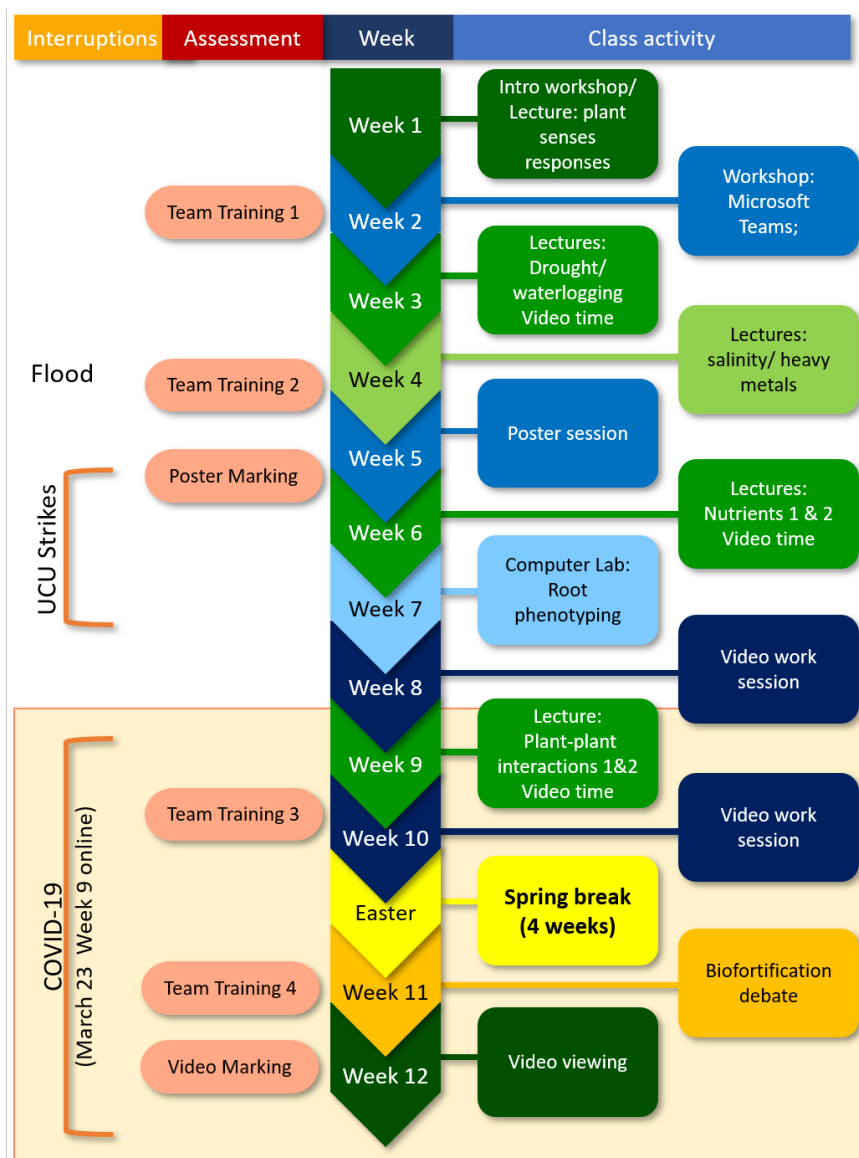 Interruptions
Assessment
Week
Class activity
Week 1
Intro workshop/
Lecture: plant
senses
responses
Team Training 1
Week 2
Workshop:
Microsoft
Teams;
Week 3
Lectures:
Drought/
waterlogging
Video time
Flood
Team Training 2
Week 4
Lectures:
salinity/ heavy
metals
Poster Marking
Week 5
Poster session
UCU Strikes
Week 6
Lectures:
Nutrients 1 & 2
Video time
Week 7
Computer Lab:
Root
phenotyping
Week 8
Video work
session
COVID-19
(March 23  Week 9 online)
Week 9
Lecture:
Plant-plant
interactions 1&2
Video time
Team Training 3
Week 10
Video work
session
Easter
Spring break
(4 weeks)
Team Training 4
Week 11
Biofortification
debate
Video Marking
Week 12
Video viewing